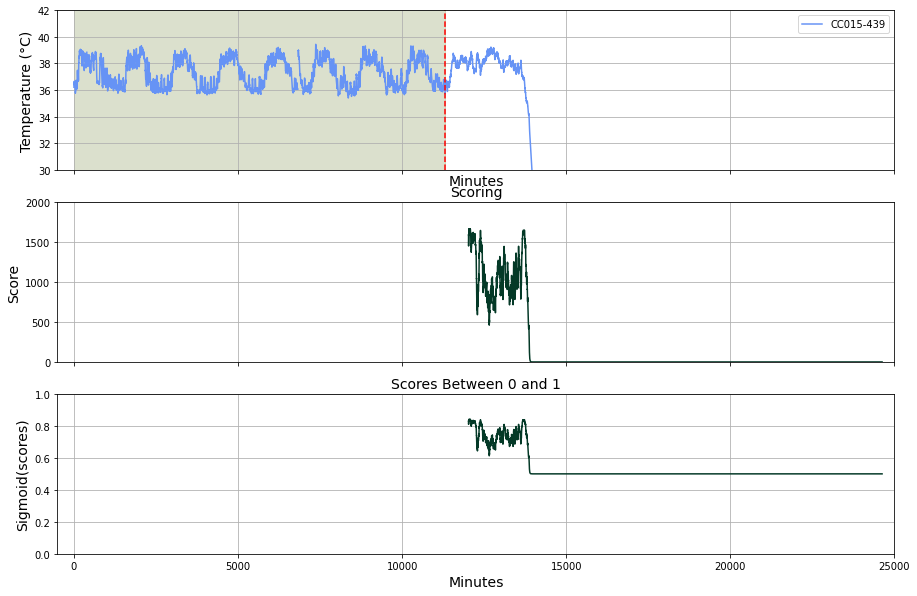 42
40
38
36
34
32
30
Temperature (°C)
CC015-439
Minutes
Scoring
2000
1500
1000
500
0
Score
Scores Between 0 and 1
1.0
0.8
0.6
0.4
0.2
0.0
Sigmoid(scores)
0 5000 10000 15000 20000 25000
Minutes